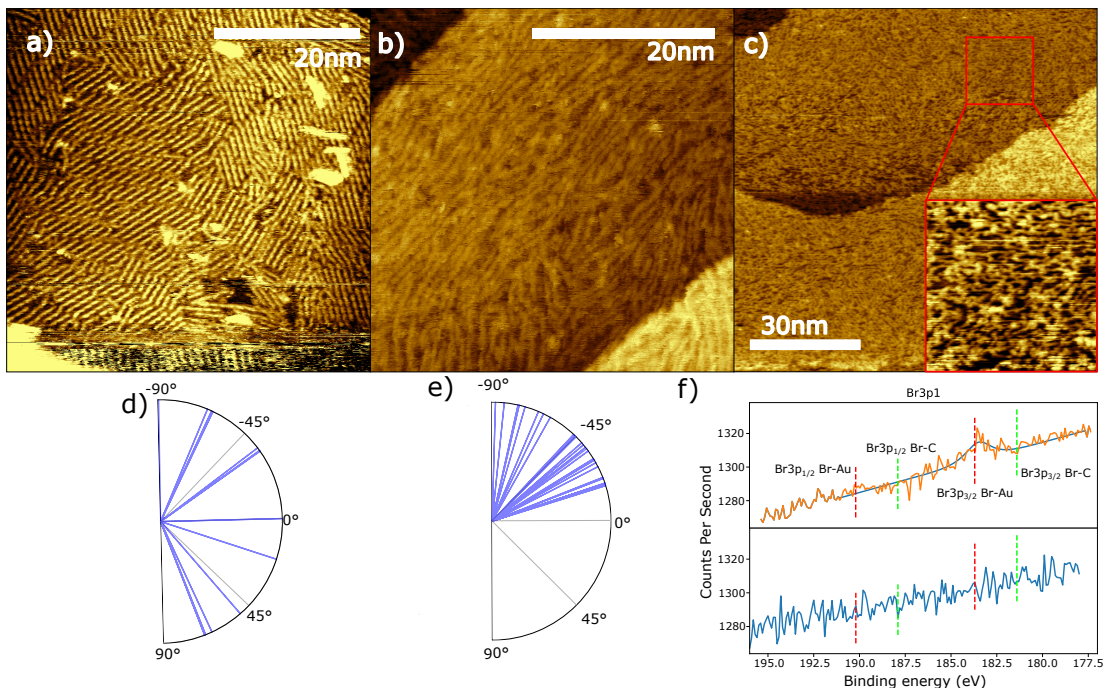 a)
20nm
b)
20nm
c)
30nm
d)
-90°
-45°
0°
45°
90°
e)
-90°
-45°
0°
45°
90°
f)
Br3p1
Counts Per Second
1320
1300
1280
Br3p1/2 Br-Au
Br3p1/2 Br-C
Br3p3/2 Br-Au
Br3p3/2 Br-C
1320
1300
1280
195.0 192.5 190.0 187.5 185.0 182.5 180.0 177.5
Binding energy (eV)